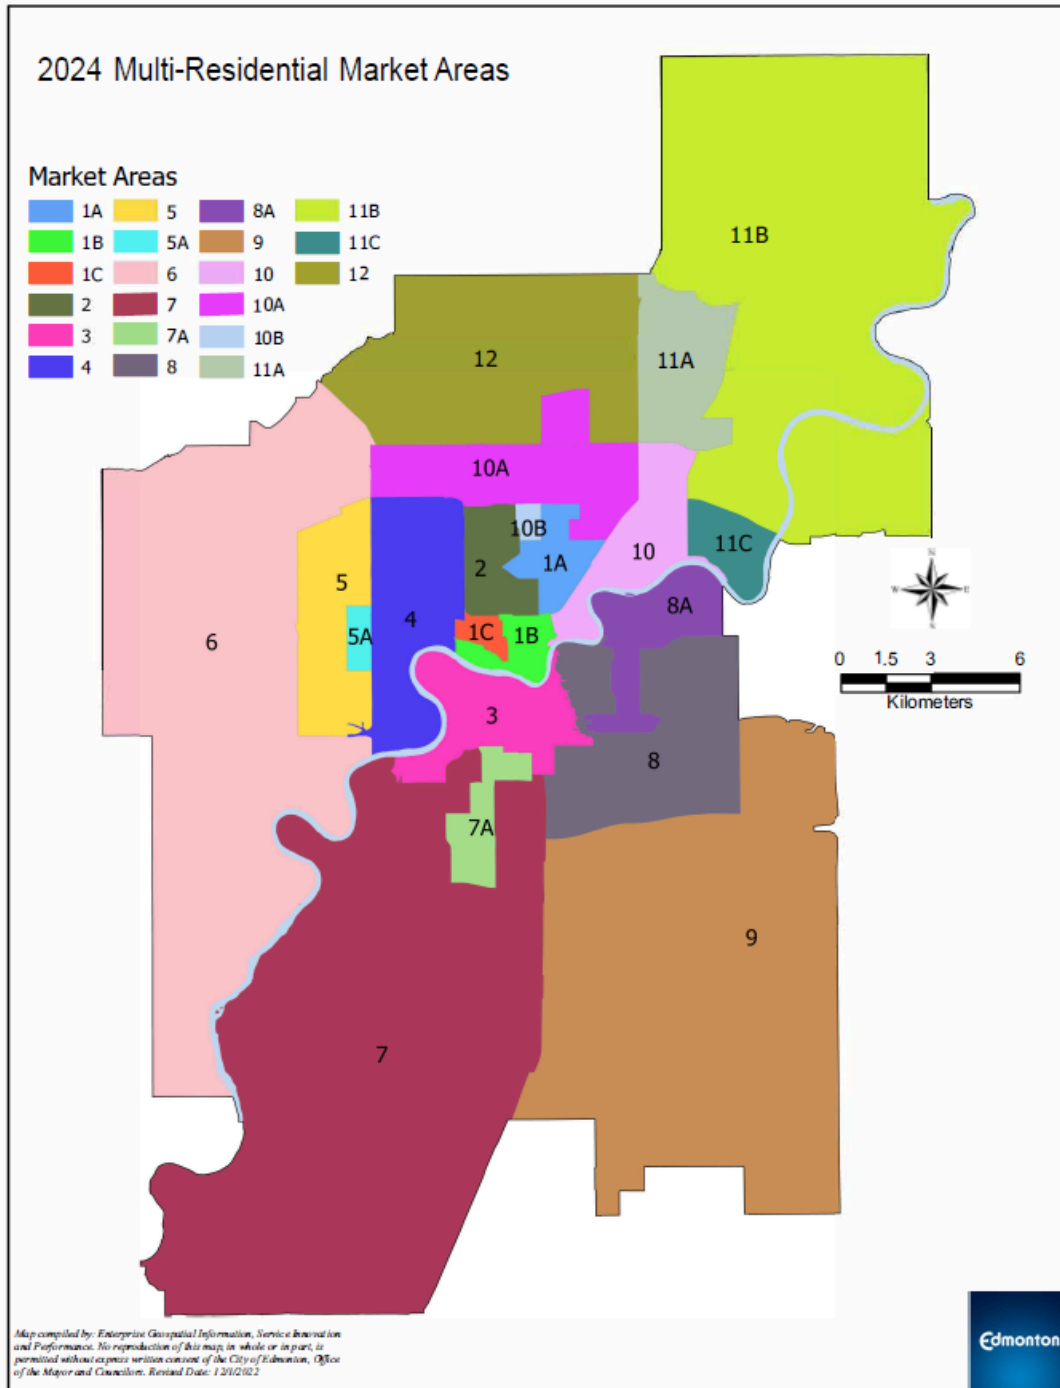 2024 Multi-Residential Market Areas
Market Areas
1A 5 8A 11B
1B 5A 9 11C
1C 6 10 12
2 7 10A
3 7A 10B
4 8 11A
11B
12
11A
10A
10B
2
1A
10
11C
5
4
5A
1C
1B
8A
6
3
8
7A
9
7
N
W E
S
0 1.5 3 6
Kilometers
Map compiled by: Enterprise Geospatial Information, Service Innovation
and Performance. No reproduction of this map, in whole or in part, is
permitted without express written consent of the City of Edmonton, Office
of the Mayor and Councilors. Revised Date: 12/1/2022
Edmonton